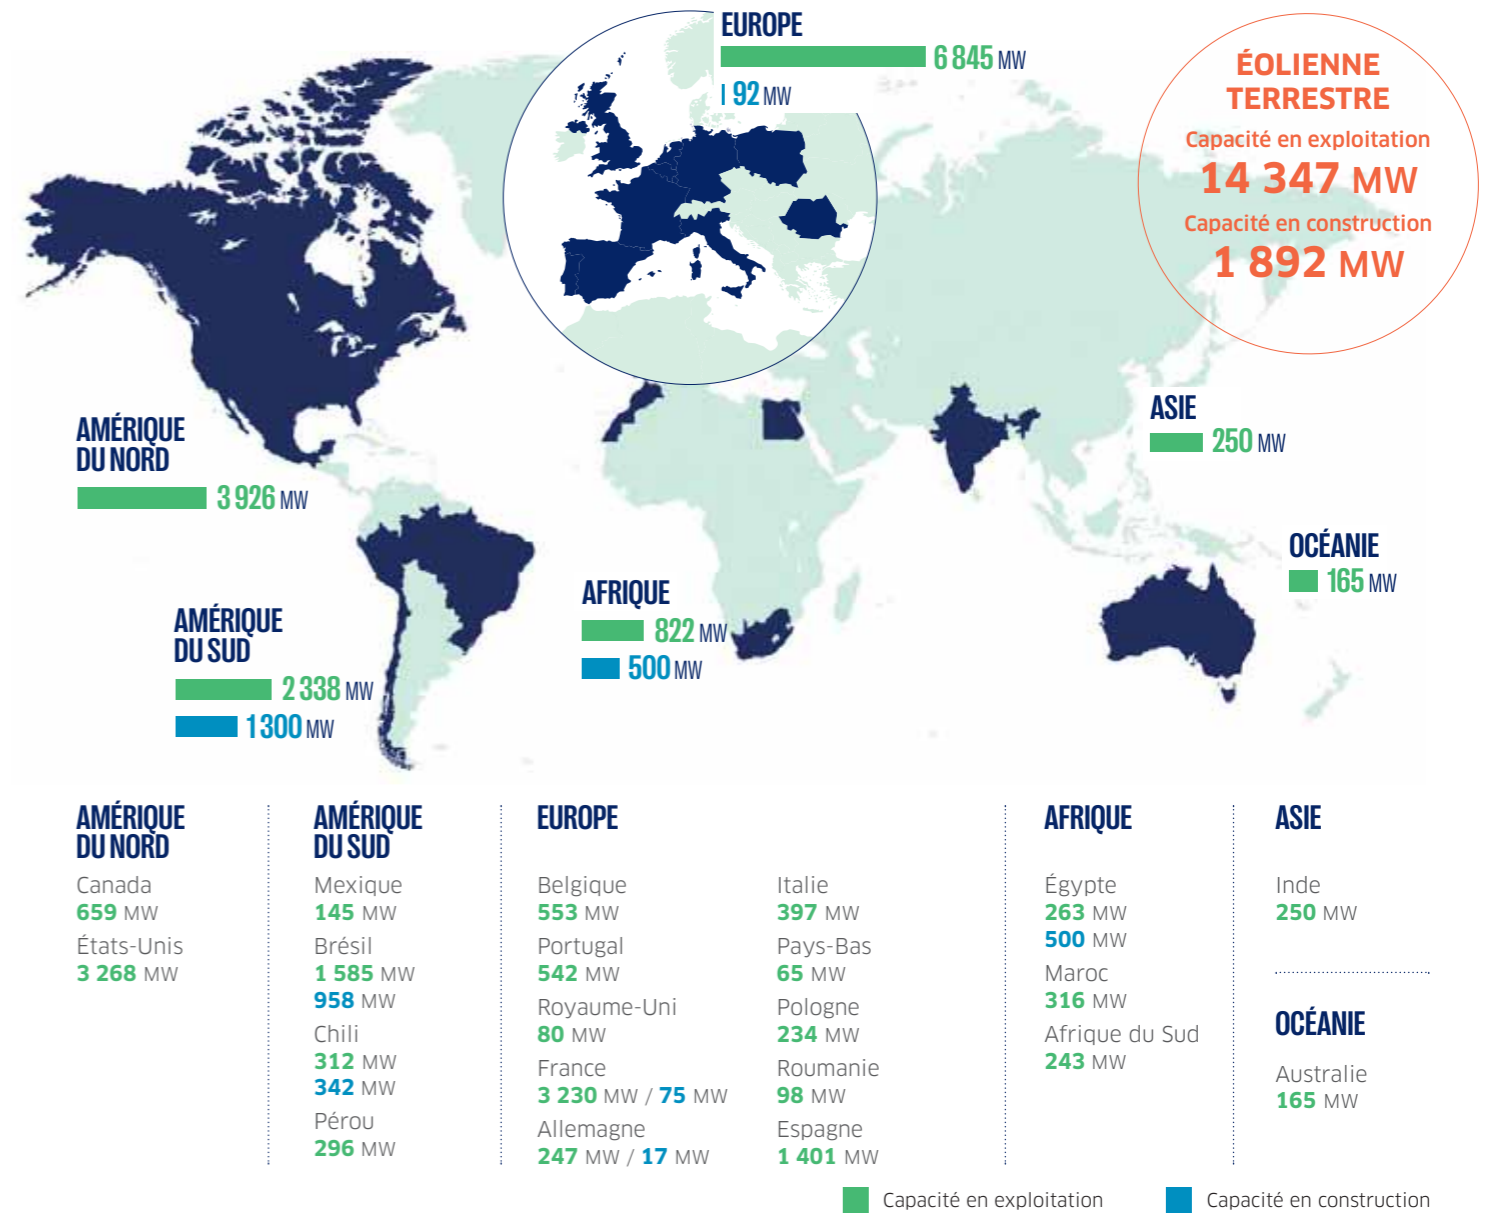 EUROPE
6 845 MW
92 MW
ÉOLIENNE
TERRESTRE
Capacité en exploitation
14 347 MW
Capacité en construction
1 892 MW
AMÉRIQUE
DU NORD
3 926 MW
ASIE
250 MW
OCÉANIE
165 MW
AFRIQUE
822 MW
500 MW
AMÉRIQUE
DU SUD
2 338 MW
1 300 MW
AMÉRIQUE
DU NORD
Canada
659 MW
États-Unis
3 268 MW
AMÉRIQUE
DU SUD
Mexique
145 MW
Brésil
1 585 MW
958 MW
Chili
312 MW
342 MW
Pérou
296 MW
EUROPE
Belgique
553 MW
Portugal
542 MW
Royaume-Uni
80 MW
France
3 230 MW / 75 MW
Allemagne
247 MW / 17 MW
Italie
397 MW
Pays-Bas
65 MW
Pologne
234 MW
Roumanie
98 MW
Espagne
1 401 MW
AFRIQUE
Égypte
263 MW
500 MW
Maroc
316 MW
Afrique du Sud
243 MW
ASIE
Inde
250 MW
OCÉANIE
Australie
165 MW
Capacité en exploitation
Capacité en construction